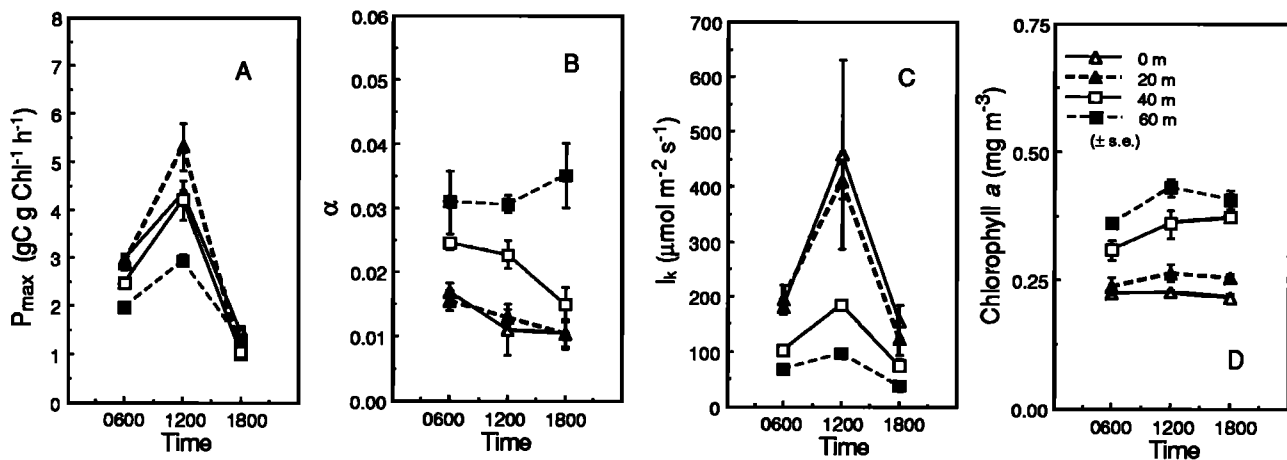 A
P_max (gC g Chl^-1 h^-1)
8
7
6
5
4
3
2
1
0
0600 1200 1800
Time
B
α
0.06
0.05
0.04
0.03
0.02
0.01
0.00
0600 1200 1800
Time
C
I_k (μmol m^-2 s^-1)
700
600
500
450
400
300
200
100
0
0600 1200 1800
Time
D
Chlorophyll a (mg m^-3)
0.75
0.50
0.25
0.00
0 m
20 m
40 m
60 m
(± s.e.)
0600 1200 1800
Time